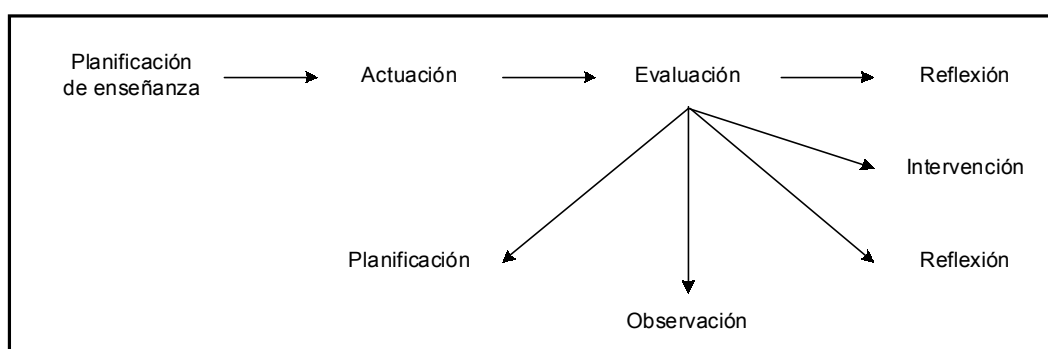 Planificación
de enseñanza
Actuación
Evaluación
Reflexión
Intervención
Planificación
Reflexión
Observación